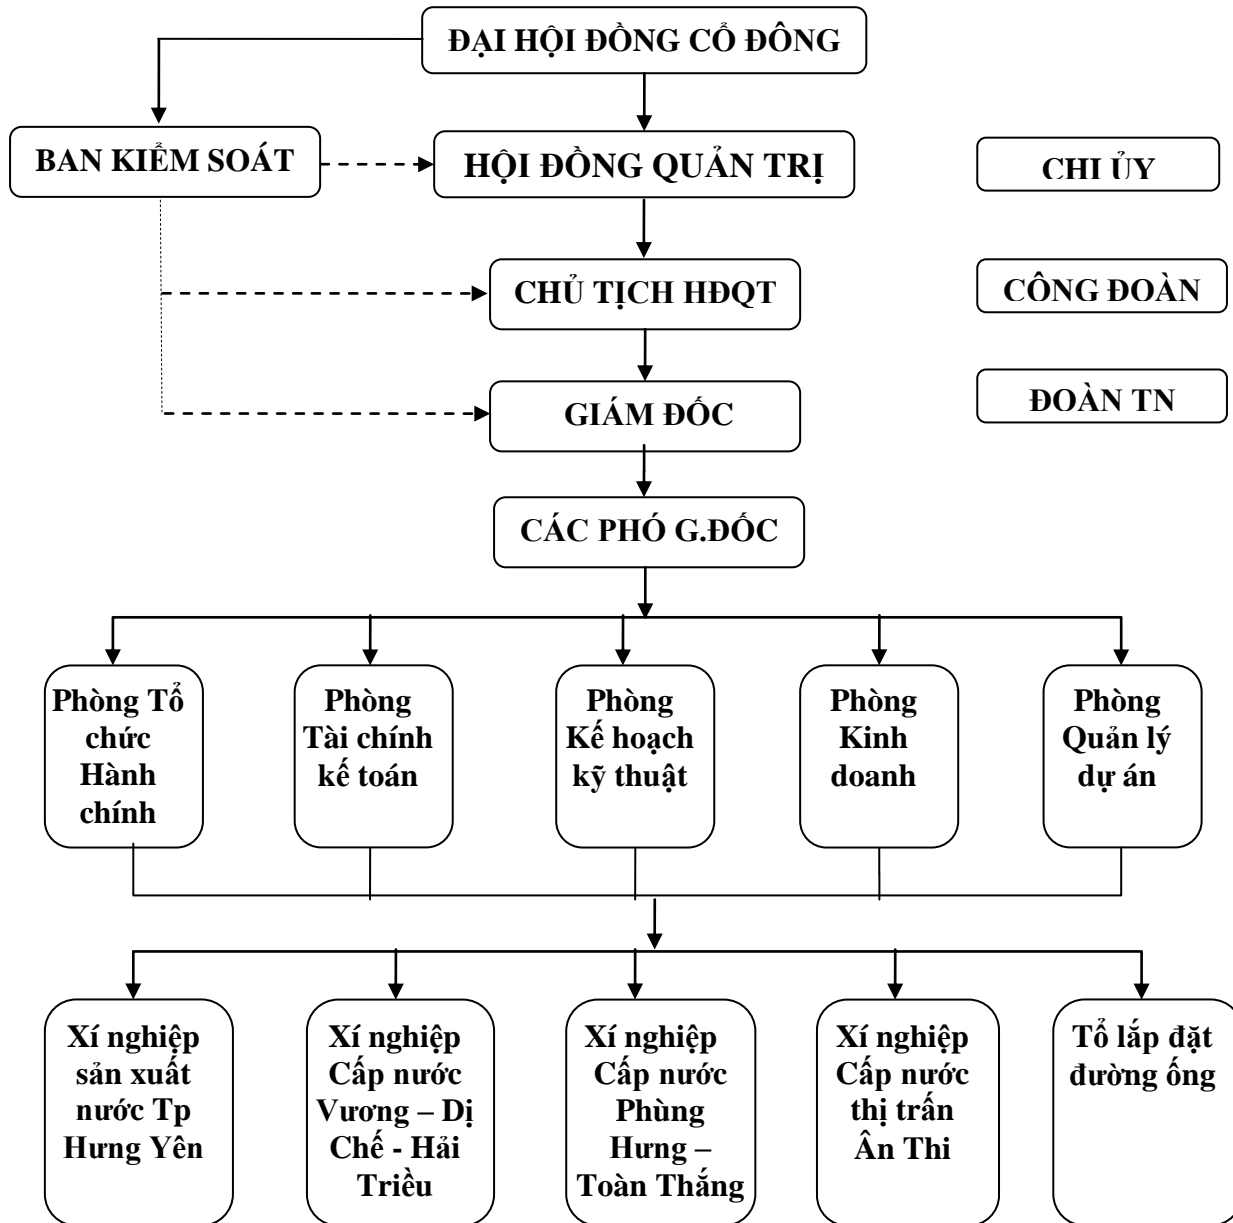 ĐẠI HỘI ĐỒNG CỔ ĐÔNG
BAN KIỂM SOÁT
HỘI ĐỒNG QUẢN TRỊ
CHI ỦY
CHỦ TỊCH HĐQT
CÔNG ĐOÀN
GIÁM ĐỐC
ĐOÀN TN
CÁC PHÓ G.ĐỐC
Phòng Tổ
chức
Hành
chính
Phòng
Tài chính
kế toán
Phòng
Kế hoạch
kỹ thuật
Phòng
Kinh
doanh
Phòng
Quản lý
dự án
Xí nghiệp
sản xuất
nước Tp
Hưng Yên
Xí nghiệp
Cấp nước
Vương – Dị
Chế - Hải
Triều
Xí nghiệp
Cấp nước
Phùng
Hưng –
Toàn Thắng
Xí nghiệp
Cấp nước
thị trấn
Ân Thi
Tổ lắp đặt
đường ống